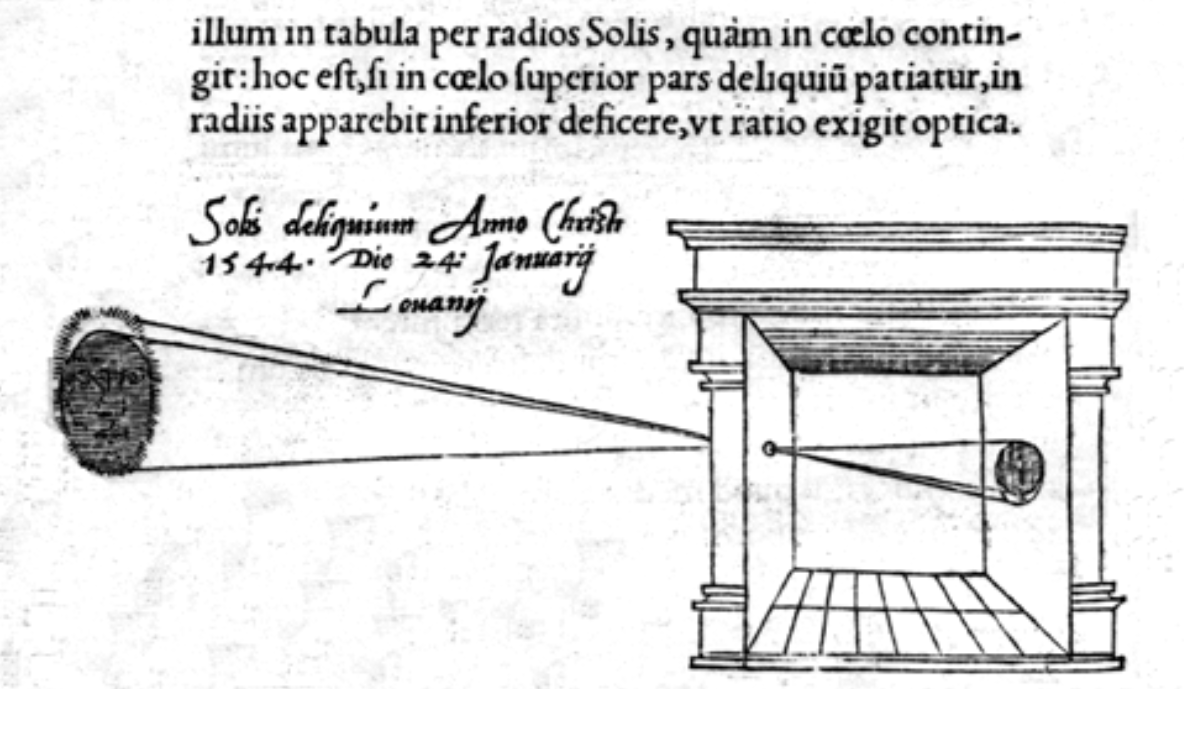 illum in tabula per radios Solis, quàm in cœlo contin-
git: hoc eſt, ſi in cœlo ſuperior pars deliquiũ patiatur, in
radiis apparebit inferior deficere, vt ratio exigit optica.
Solis deliquium Anno Christi
1544. Die 24: Januarij
Louanij